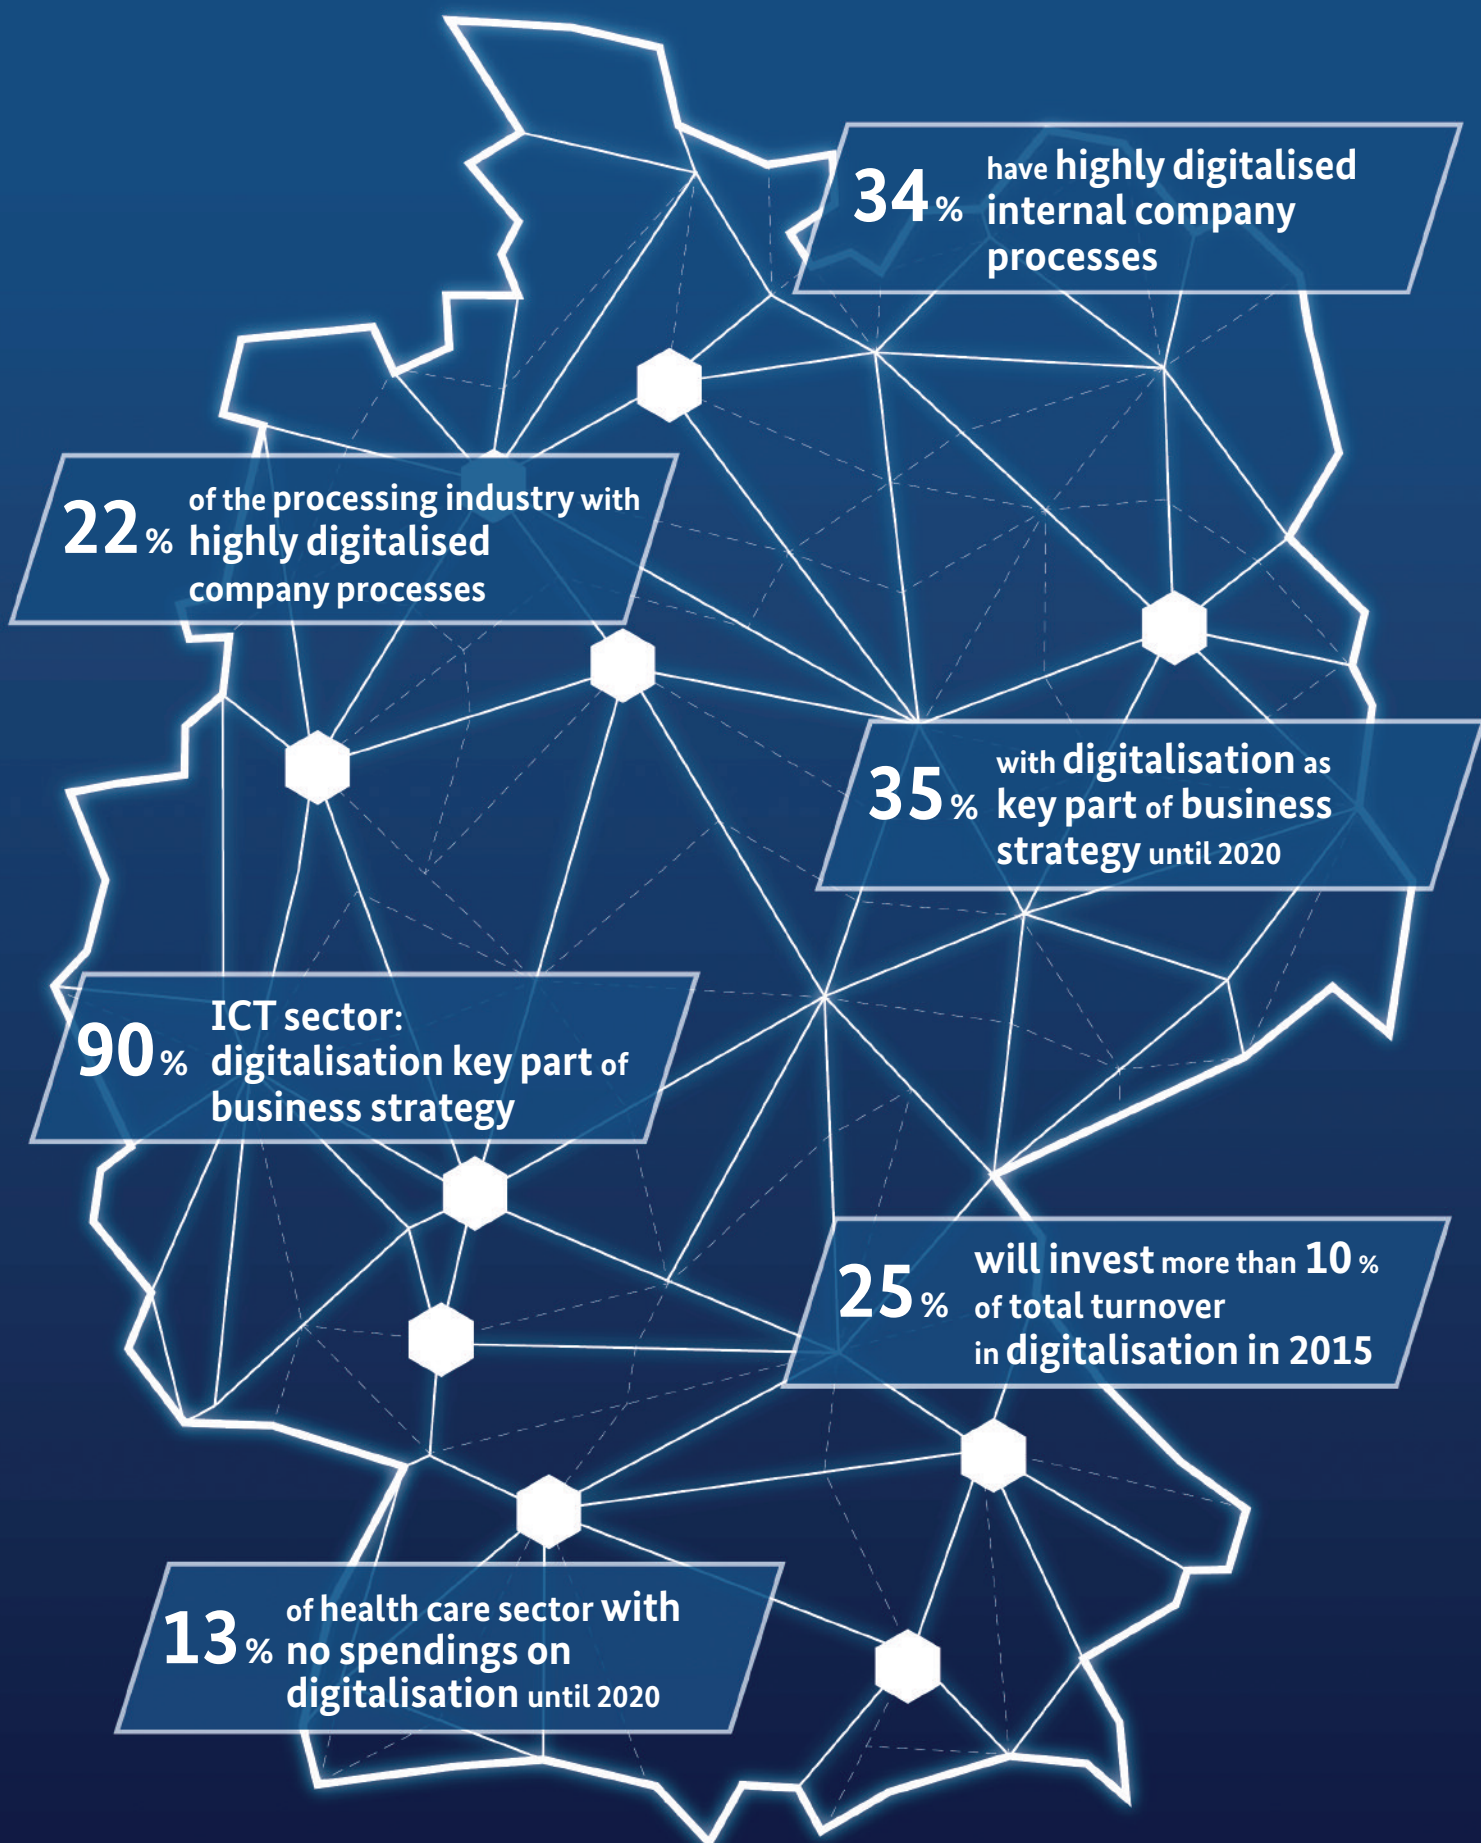 34 % have highly digitalised
internal company
processes
22 % of the processing industry with
highly digitalised
company processes
35 % with digitalisation as
key part of business
strategy until 2020
90 % ICT sector:
digitalisation key part of
business strategy
25 % will invest more than 10 %
of total turnover
in digitalisation in 2015
13 % of health care sector with
no spendings on
digitalisation until 2020